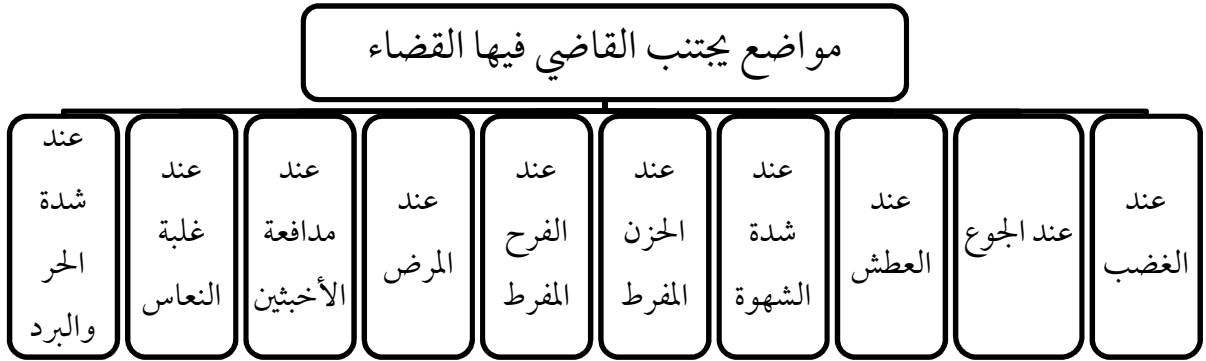 مواضع يجتنب القاضي فيها القضاء
عند
الغضب
عند الجوع
عند
العطش
عند
شدة
الشهوة
عند
الحزن
المفرط
عند
الفرح
المفرط
عند
المرض
عند
مدافعة
الأخبثين
عند
غلبة
النعاس
عند
شدة
الحر
والبرد